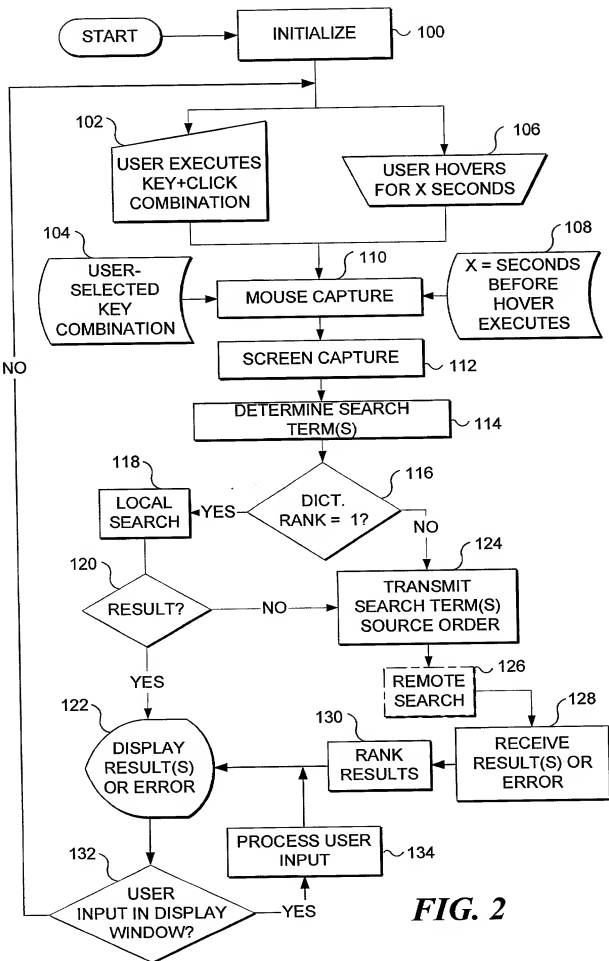 START
INITIALIZE
100
102
USER EXECUTES
KEY+CLICK
COMBINATION
106
USER HOVERS
FOR X SECONDS
104
USER-
SELECTED
KEY
COMBINATION
110
MOUSE CAPTURE
108
X = SECONDS
BEFORE
HOVER
EXECUTES
NO
SCREEN CAPTURE
112
DETERMINE SEARCH
TERM(S)
114
118
LOCAL
SEARCH
YES
116
DICT.
RANK = 1?
NO
120
RESULT?
NO
124
TRANSMIT
SEARCH TERM(S)
SOURCE ORDER
YES
126
REMOTE
SEARCH
122
DISPLAY
RESULT(S)
OR ERROR
130
RANK
RESULTS
128
RECEIVE
RESULT(S) OR
ERROR
PROCESS USER
INPUT
134
132
USER
INPUT IN DISPLAY
WINDOW?
YES
FIG. 2